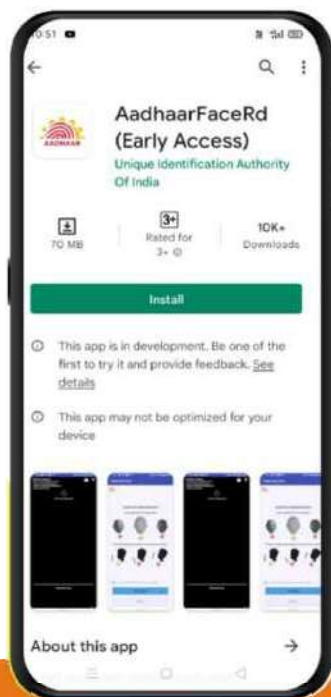 10:51
AadhaarFaceRd
(Early Access)
Unique Identification Authority
Of India
AADHAAR
70 MB
3+
Rated for
3+
10K+
Downloads
Install
This app is in development. Be one of the
first to try it and provide feedback. See
details
This app may not be optimized for your
device
About this app